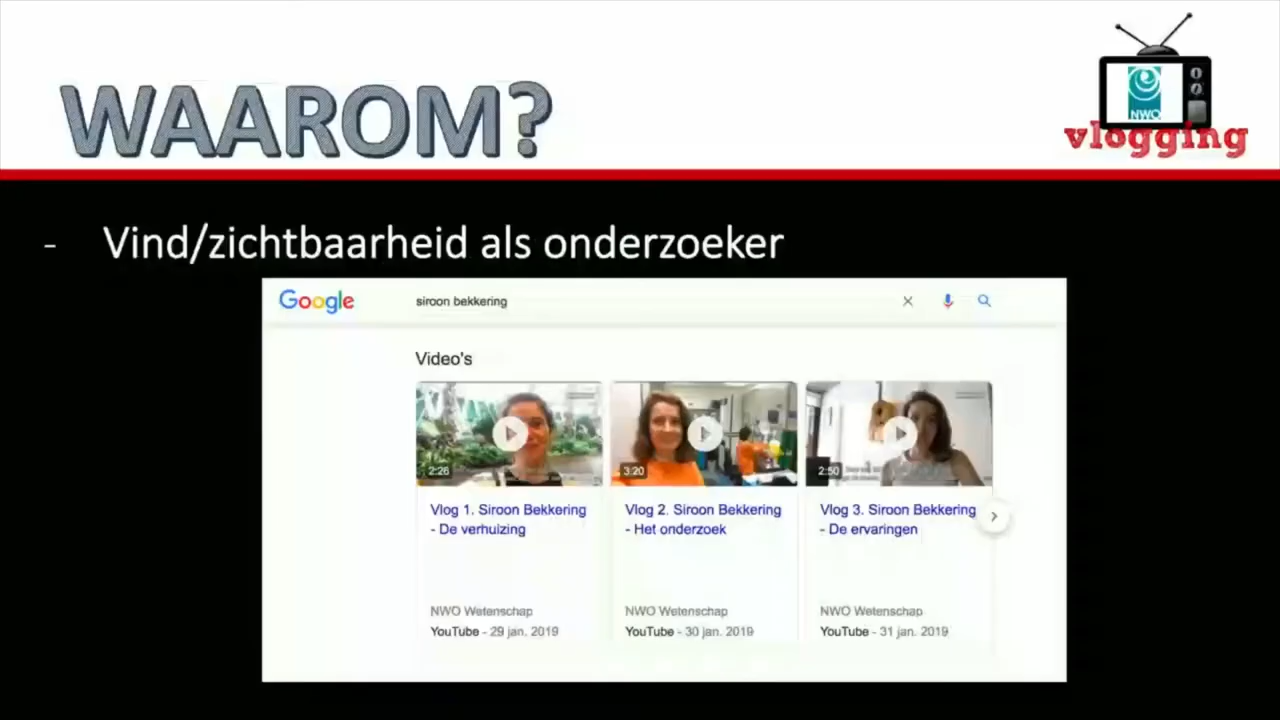 WAAROM?
NWO
vlogging
- Vind/zichtbaarheid als onderzoeker
Google
siroon bekkering
Video's
2:26
3:20
2:50
Vlog 1. Siroon Bekkering
- De verhuizing
Vlog 2. Siroon Bekkering
- Het onderzoek
Vlog 3. Siroon Bekkering
- De ervaringen
NWO Wetenschap
YouTube - 29 jan. 2019
NWO Wetenschap
YouTube - 30 jan. 2019
NWO Wetenschap
YouTube - 31 jan. 2019